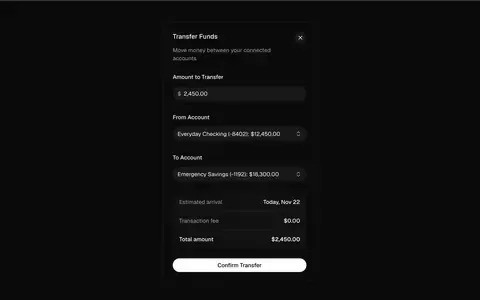 Transfer Funds
Move money between your connected
accounts.
Amount to Transfer
$ 2,450.00
From Account
Everyday Checking (-8402): $12,450.00
To Account
Emergency Savings (-1192): $18,300.00
Estimated arrival Today, Nov 22
Transaction fee $0.00
Total amount $2,450.00
Confirm Transfer